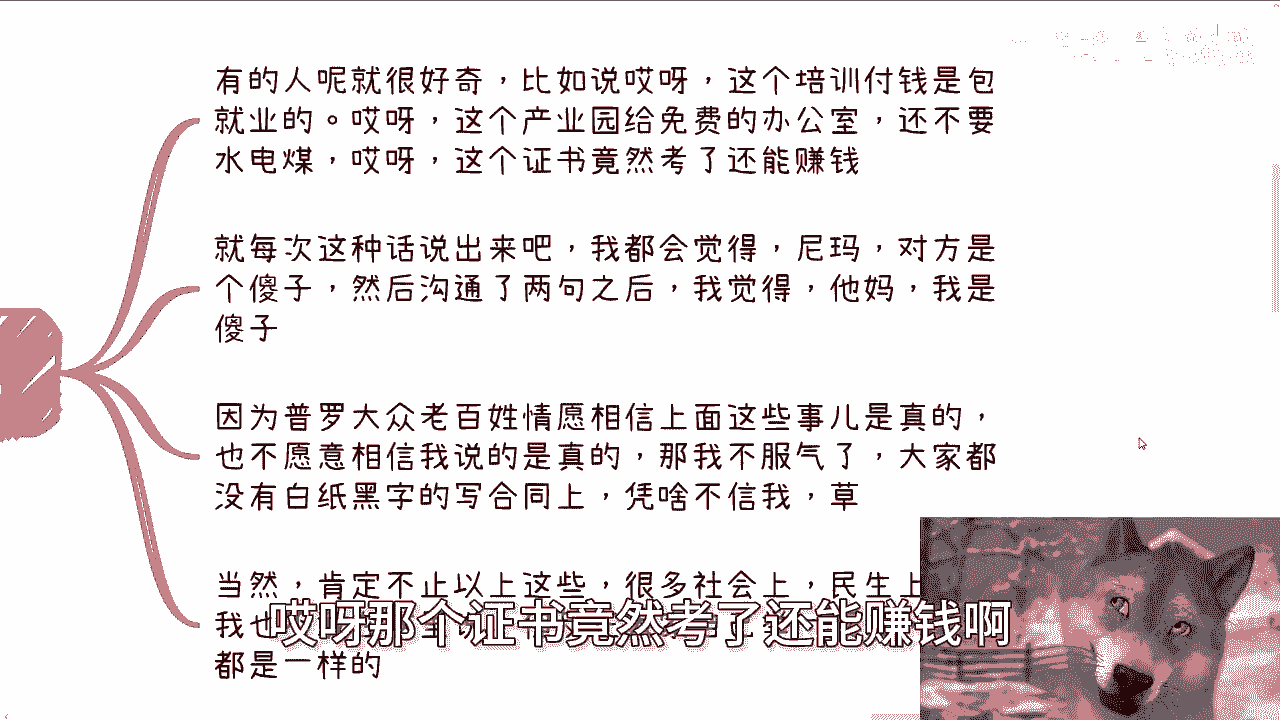 有的人呢就很好奇，比如说哎呀，这个培训付钱是包
就业的。哎呀，这个产业园给免费的办公室，还不要
水电煤，哎呀，这个证书竟然考了还能赚钱
就每次这种话说出来吧，我都会觉得，尼玛，对方是
个傻子，然后沟通了两句之后，我觉得，他妈，我是
傻子
因为普罗大众老百姓情愿相信上面这些事儿是真的，
也不愿意相信我说的是真的，那我不服气了，大家都
没有白纸黑字的写合同上，凭啥不信我，草
当然，肯定不止以上这些，很多社会上，民生上
我也
都是一样的
哎呀那个证书竟然考了还能赚钱啊